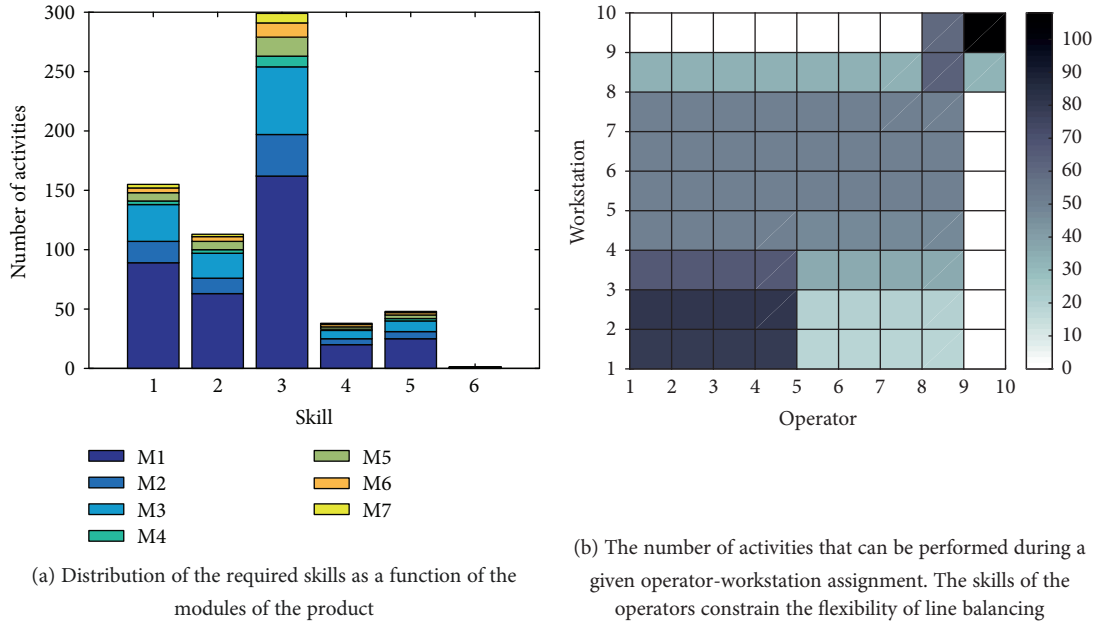 300
250
200
150
100
50
0
Number of activities
1 2 3 4 5 6
Skill
M1
M2
M3
M4
M5
M6
M7
(a) Distribution of the required skills as a function of the
modules of the product
10
9
8
7
6
5
4
3
2
1
Workstation
1 2 3 4 5 6 7 8 9 10
Operator
100
90
80
70
60
50
40
30
20
10
0
(b) The number of activities that can be performed during a
given operator-workstation assignment. The skills of the
operators constrain the flexibility of line balancing